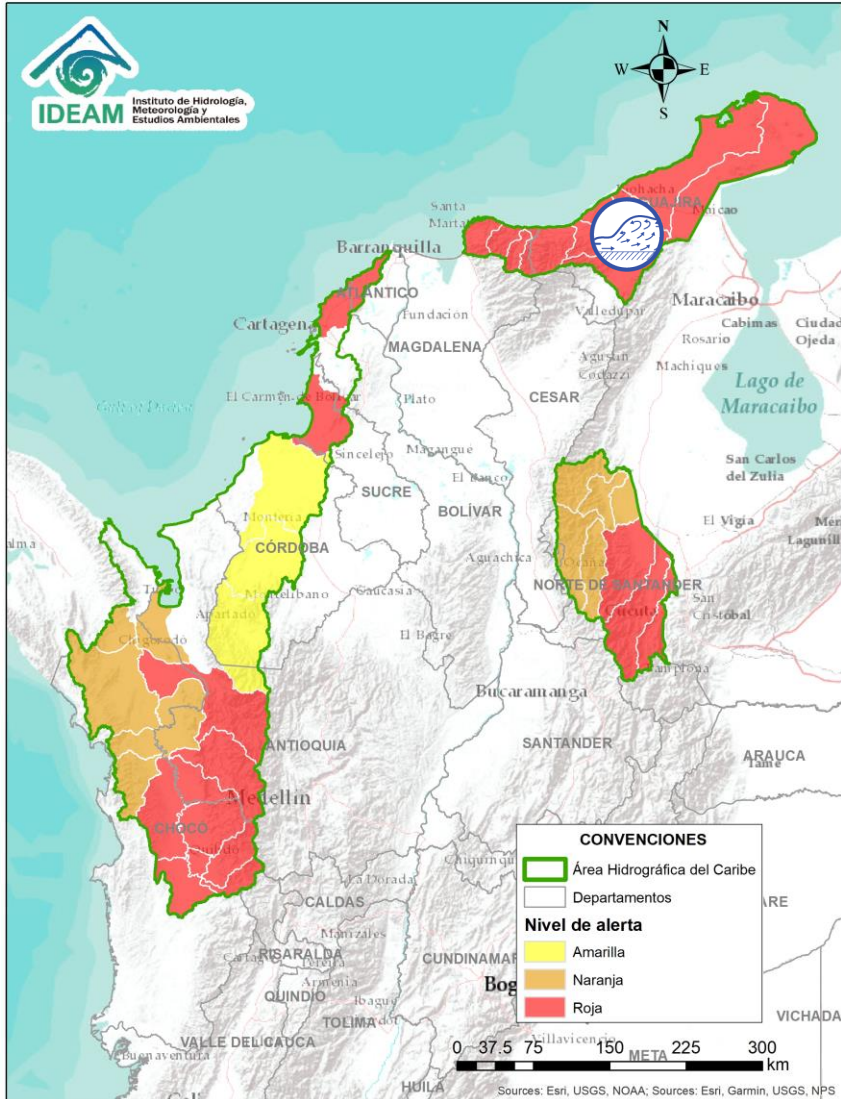 IDEAM
Instituto de Hidrología,
Meteorología y
Estudios Ambientales
N
W
E
S
Santa
Marta
Maicao
Barranquilla
ATLÁNTICO
Cartagena
Fundación
Valledupar
Maracaibo
Cabimas
Ciudad
Ojeda
Rosario
Machiques
MAGDALENA
Agustín
Codazzi
CESAR
Lago de
Maracaibo
El Carmen de Bolívar
Plato
Sincelejo
Magangué
San Carlos
del Zulia
SUCRE
El Banco
BOLÍVAR
El Vigía
Montería
CÓRDOBA
Aguachica
Ocaña
NORTE DE SANTANDER
Montelíbano
Caucasia
Apartadó
Cúcuta
San
Cristóbal
Chigorodó
El Bagre
Pamplona
Bucaramanga
ANTIOQUIA
SANTANDER
ARAUCA
Tame
Medellín
CHOCÓ
Quibdó
La Dorada
CALDAS
Manizales
RISARALDA
Pereira
Armenia
QUINDÍO
Ibagué
TOLIMA
VALLE DEL CAUCA
Buenaventura
HUILA
Villavicencio
META
VICHADA
CONVENCIONES
Área Hidrográfica del Caribe
Departamentos
Nivel de alerta
Amarilla
Naranja
Roja
0 37.5 75 150 225 300
km
Sources: Esri, USGS, NOAA; Sources: Esri, Garmin, USGS, NPS